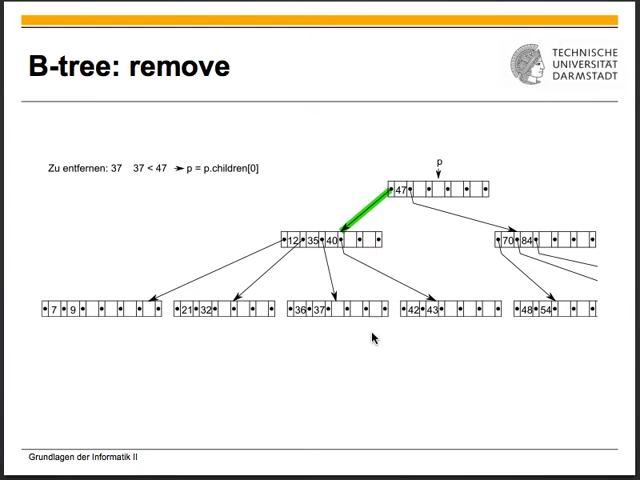 B-tree: remove
TECHNISCHE
UNIVERSITÄT
DARMSTADT
p
Zu entfernen: 37 37 < 47 → p = p.children[0]
47
12 35 40
70 84
7 9
21 32
36 37
42 43
48 54
Grundlagen der Informatik II